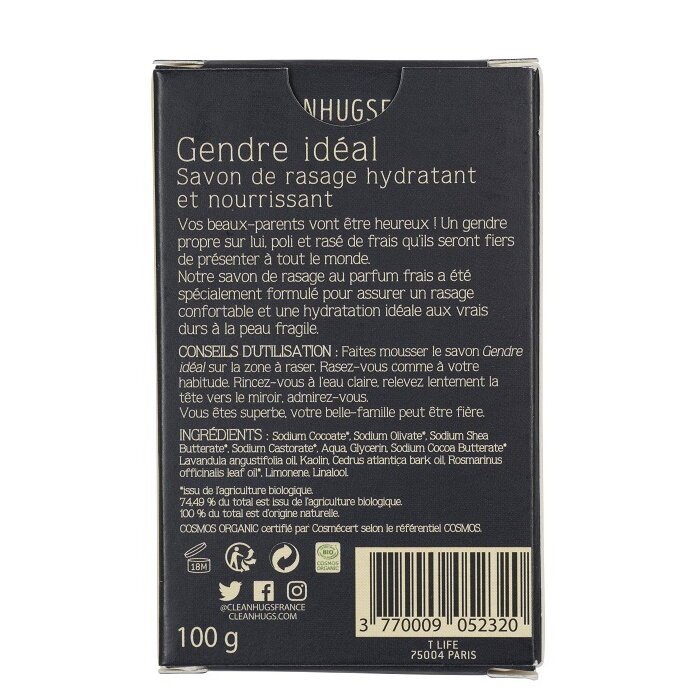 ANHUGSF
Gendre idéal
Savon de rasage hydratant
et nourrissant
Vos beaux-parents vont être heureux ! Un gendre
propre sur lui, poli et rasé de frais qu'ils seront fiers
de présenter à tout le monde.
Notre savon de rasage au parfum frais a été
spécialement formulé pour assurer un rasage
confortable et une hydratation idéale aux vrais
durs à la peau fragile.
CONSEILS D'UTILISATION : Faites mousser le savon Gendre
idéal sur la zone à raser. Rasez-vous comme à votre
habitude. Rincez-vous à l'eau claire, relevez lentement la
tête vers le miroir, admirez-vous.
Vous êtes superbe, votre belle-famille peut être fière.
INGRÉDIENTS : Sodium Cocoate*, Sodium Olivate*, Sodium Shea
Butterate*, Sodium Castorate*, Aqua, Glycerin, Sodium Cocoa Butterate*
Lavandula angustifolia oil, Kaolin, Cedrus atlantica bark oil, Rosmarinus
officinalis leaf oil*, Limonene, Linalool.
*issu de l'agriculture biologique.
74,49 % du total est issu de l'agriculture biologique.
100 % du total est d'origine naturelle.
COSMOS ORGANIC certifié par Cosmécert selon le référentiel COSMOS.
18M
BIO
COSMOS
ORGANIC
@CLEANHUGSFRANCE
CLEANHUGS.COM
100 g
3 770009 052320
T LIFE
75004 PARIS